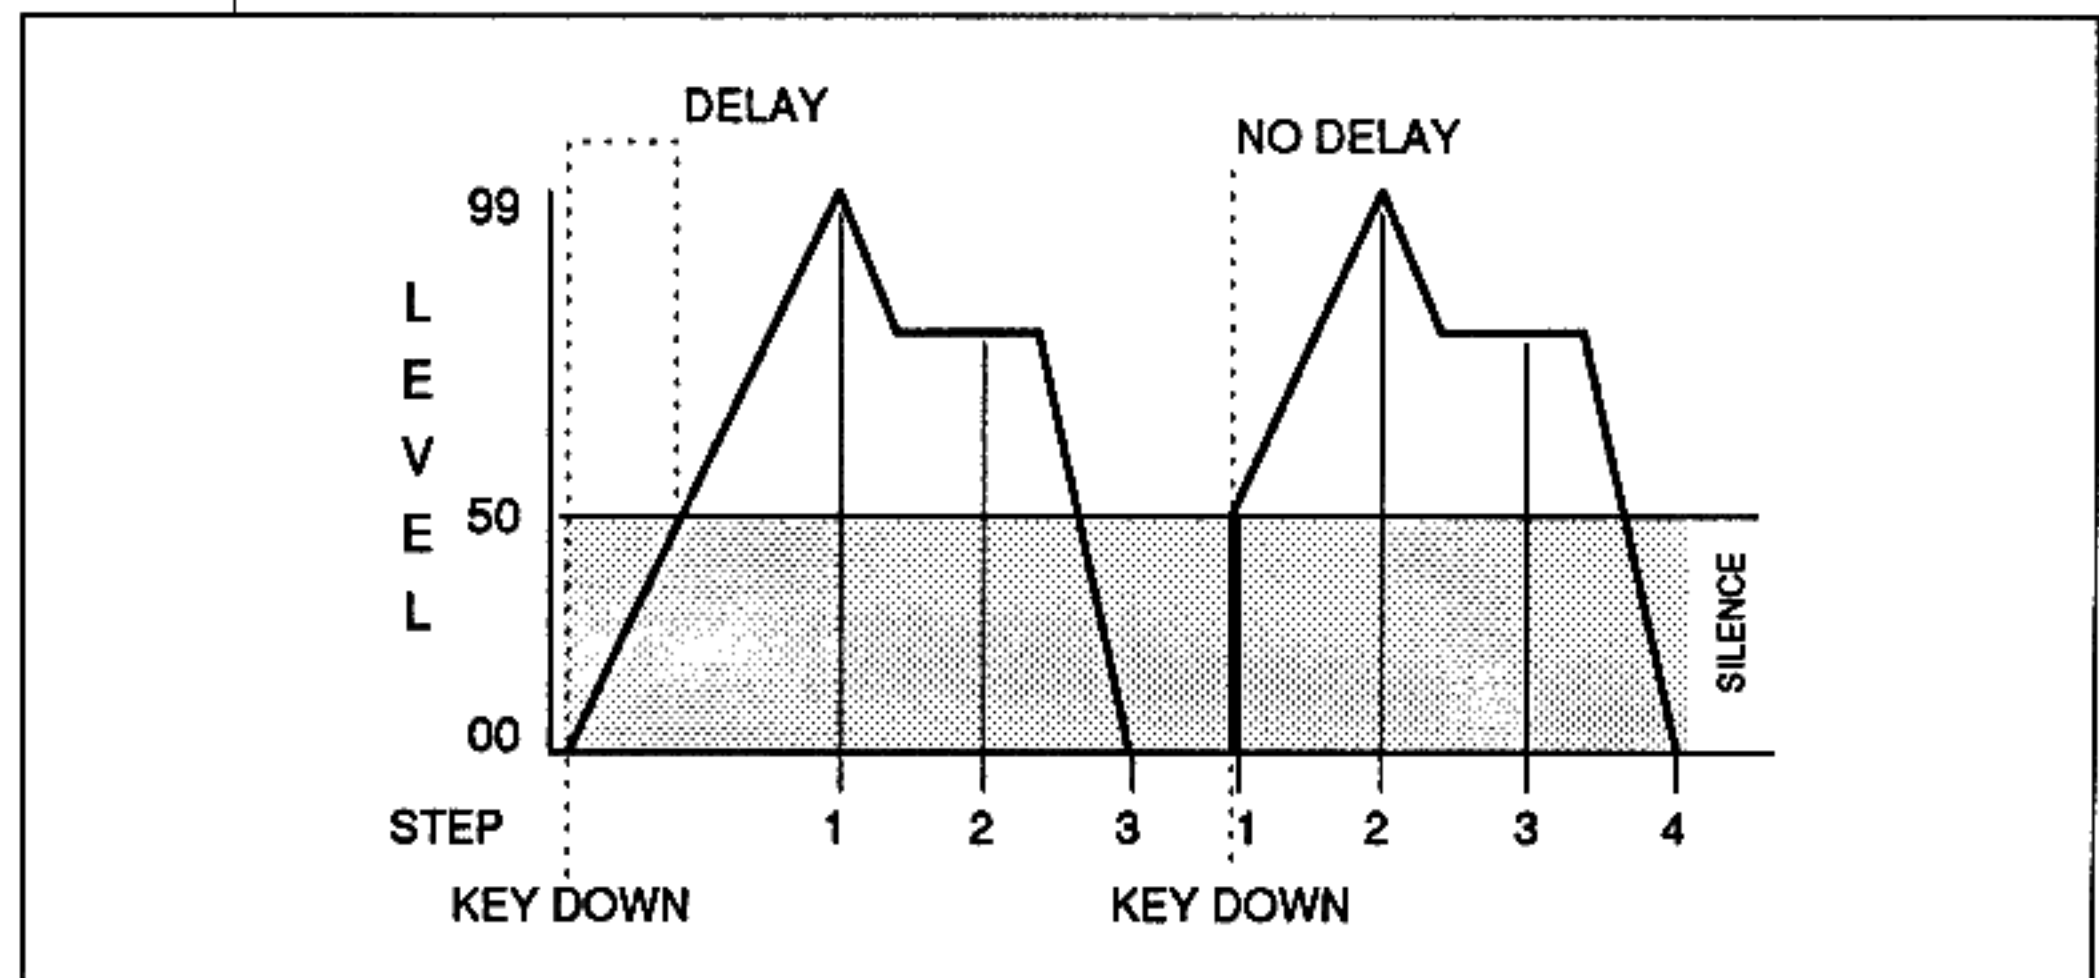 DELAY
NO DELAY
99
LEVEL
50
SILENCE
00
STEP 1 2 3 1 2 3 4
KEY DOWN KEY DOWN